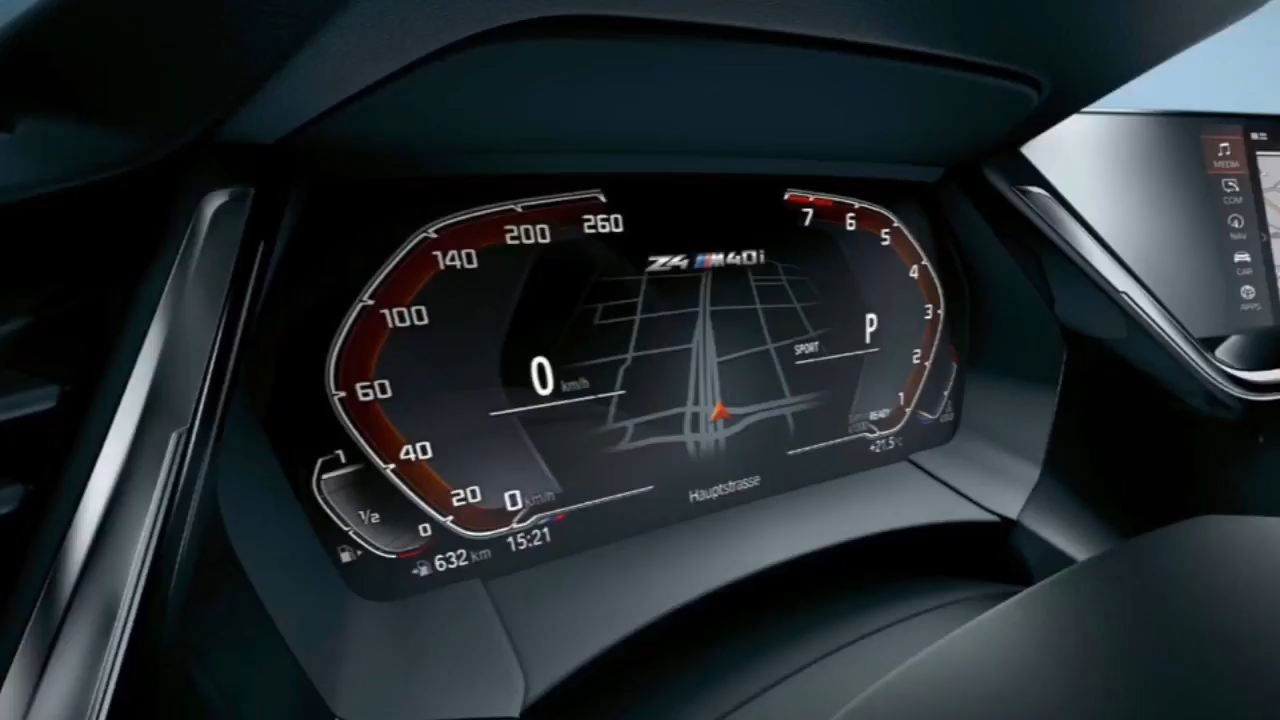 260
200
140
100
60
40
20
0 km/h
Z4 M40i
0 km/h
7
6
5
4
3
2
1
P
SPORT
READY
+21.5°C
Hauptstrasse
1
1/2
0
632 km
15:21
MEDIA
COM
NAV
CAR
APPS